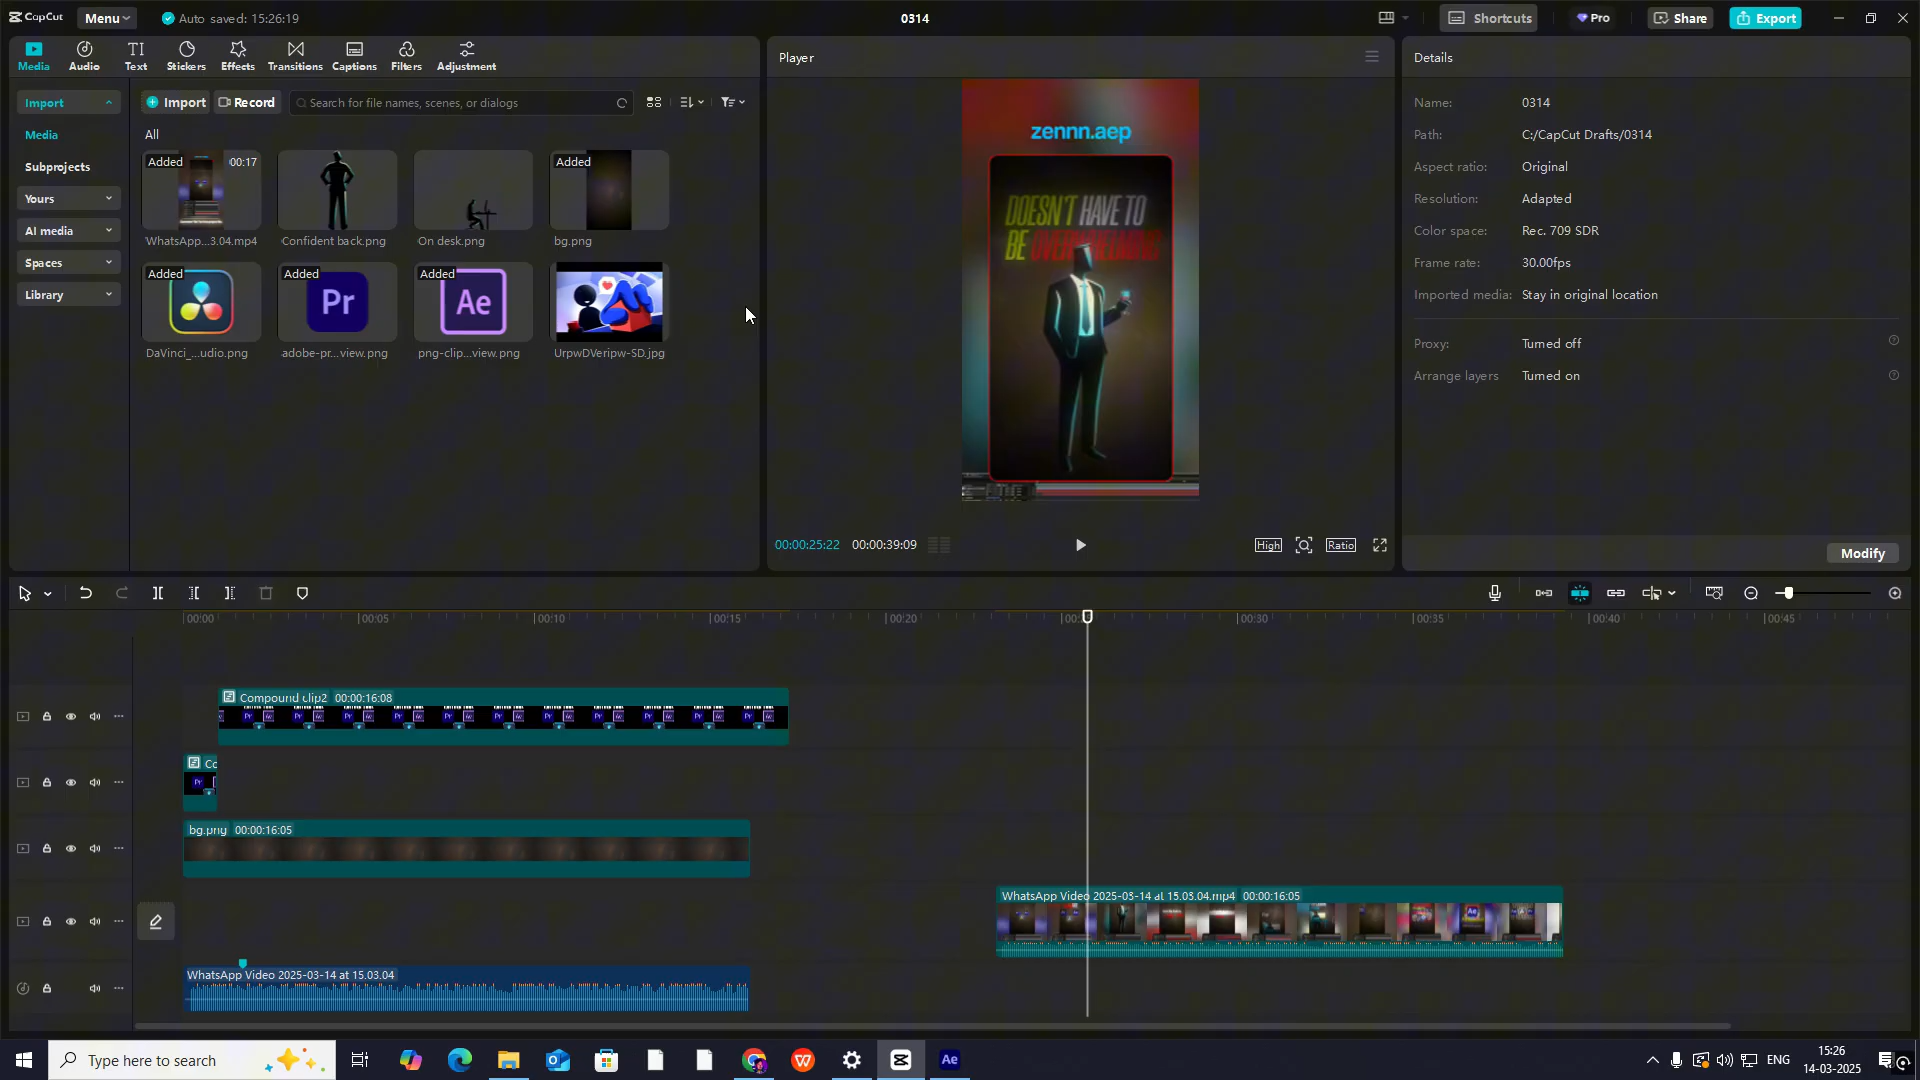 CapCut
Menu
Auto saved: 15:26:19
0314
Shortcuts
Pro
Share
Export
Media
Audio
Text
Stickers
Effects
Transitions
Captions
Filters
Adjustment
Player
Details
Import
Import
Record
Search for file names, scenes, or dialogs
Media
Subprojects
Yours
AI media
Spaces
Library
All
Added 00:17
Added
WhatsApp...3.04.mp4
Confident back.png
On desk.png
bg.png
Added
Added
Added
Pr
Ae
DaVinci_...udio.png
adobe-pr...view.png
png-clip...view.png
UrpwDVeripw-SD.jpg
zennn.aep
DOESN'T HAVE TO
BE OVERWHELMING
Name: 0314
Path: C:/CapCut Drafts/0314
Aspect ratio: Original
Resolution: Adapted
Color space: Rec. 709 SDR
Frame rate: 30.00fps
Imported media: Stay in original location
Proxy: Turned off
Arrange layers Turned on
00:00:25:22 00:00:39:09
High
Ratio
Modify
00:00
00:05
00:10
00:15
00:20
00:30
00:35
00:40
00:45
Compound clip2 00:00:16:08
Co
bg.png 00:00:16:05
WhatsApp Video 2025-03-14 at 15.03.04.mp4 00:00:16:05
WhatsApp Video 2025-03-14 at 15.03.04
Type here to search
Ae
ENG
15:26
14-03-2025